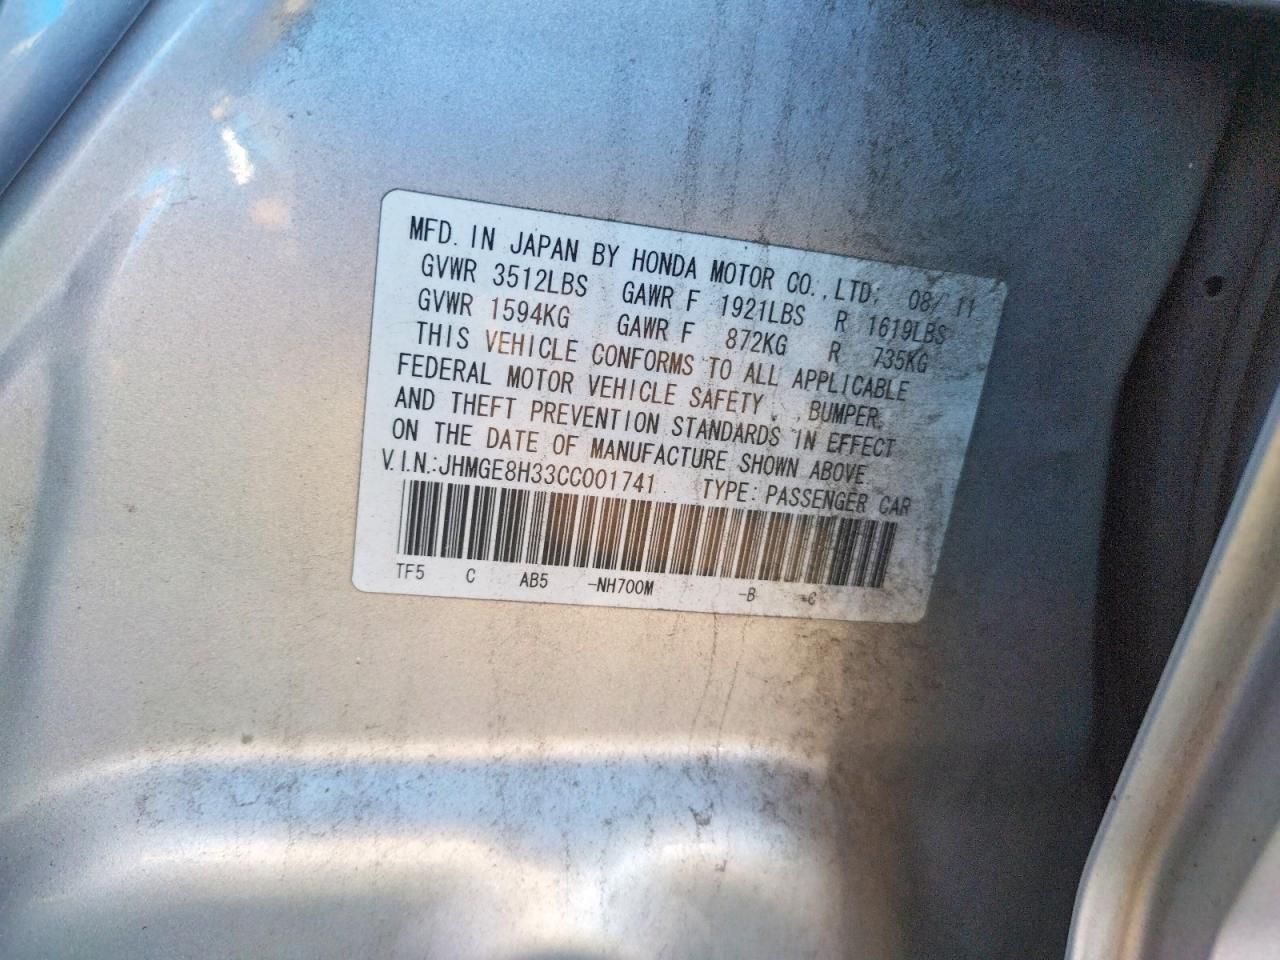 MFD. IN JAPAN BY HONDA MOTOR CO., LTD. 08/ 11
GVWR 3512LBS GAWR F 1921LBS R 1619LBS
GVWR 1594KG GAWR F 872KG R 735KG
THIS VEHICLE CONFORMS TO ALL APPLICABLE
FEDERAL MOTOR VEHICLE SAFETY, , BUMPER,
AND THEFT PREVENTION STANDARDS IN EFFECT
ON THE DATE OF MANUFACTURE SHOWN ABOVE.
V.I.N.:JHMGE8H33CC001741 TYPE: PASSENGER CAR
TF5 C AB5 -NH700M -B -C